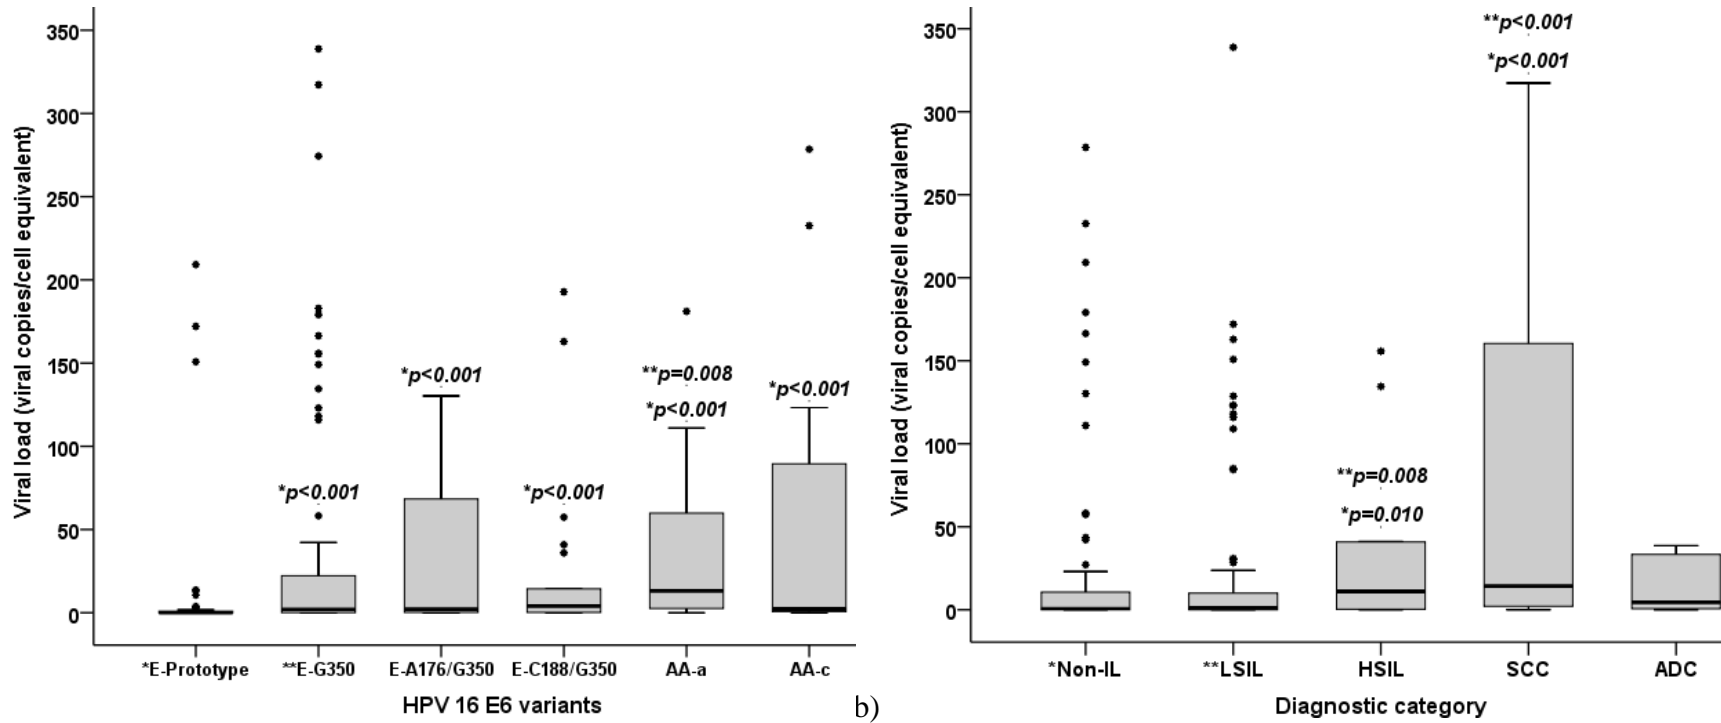 350
300
250
200
150
100
50
0
Viral load (viral copies/cell equivalent)
*p<0.001
*p<0.001
*p<0.001
**p=0.008
*p<0.001
*p<0.001
*E-Prototype **E-G350 E-A176/G350 E-C188/G350 AA-a AA-c
HPV 16 E6 variants
b)
350
300
250
200
150
100
50
0
Viral load (viral copies/cell equivalent)
**p=0.008
*p=0.010
**p<0.001
*p<0.001
*Non-IL **LSIL HSIL SCC ADC
Diagnostic category